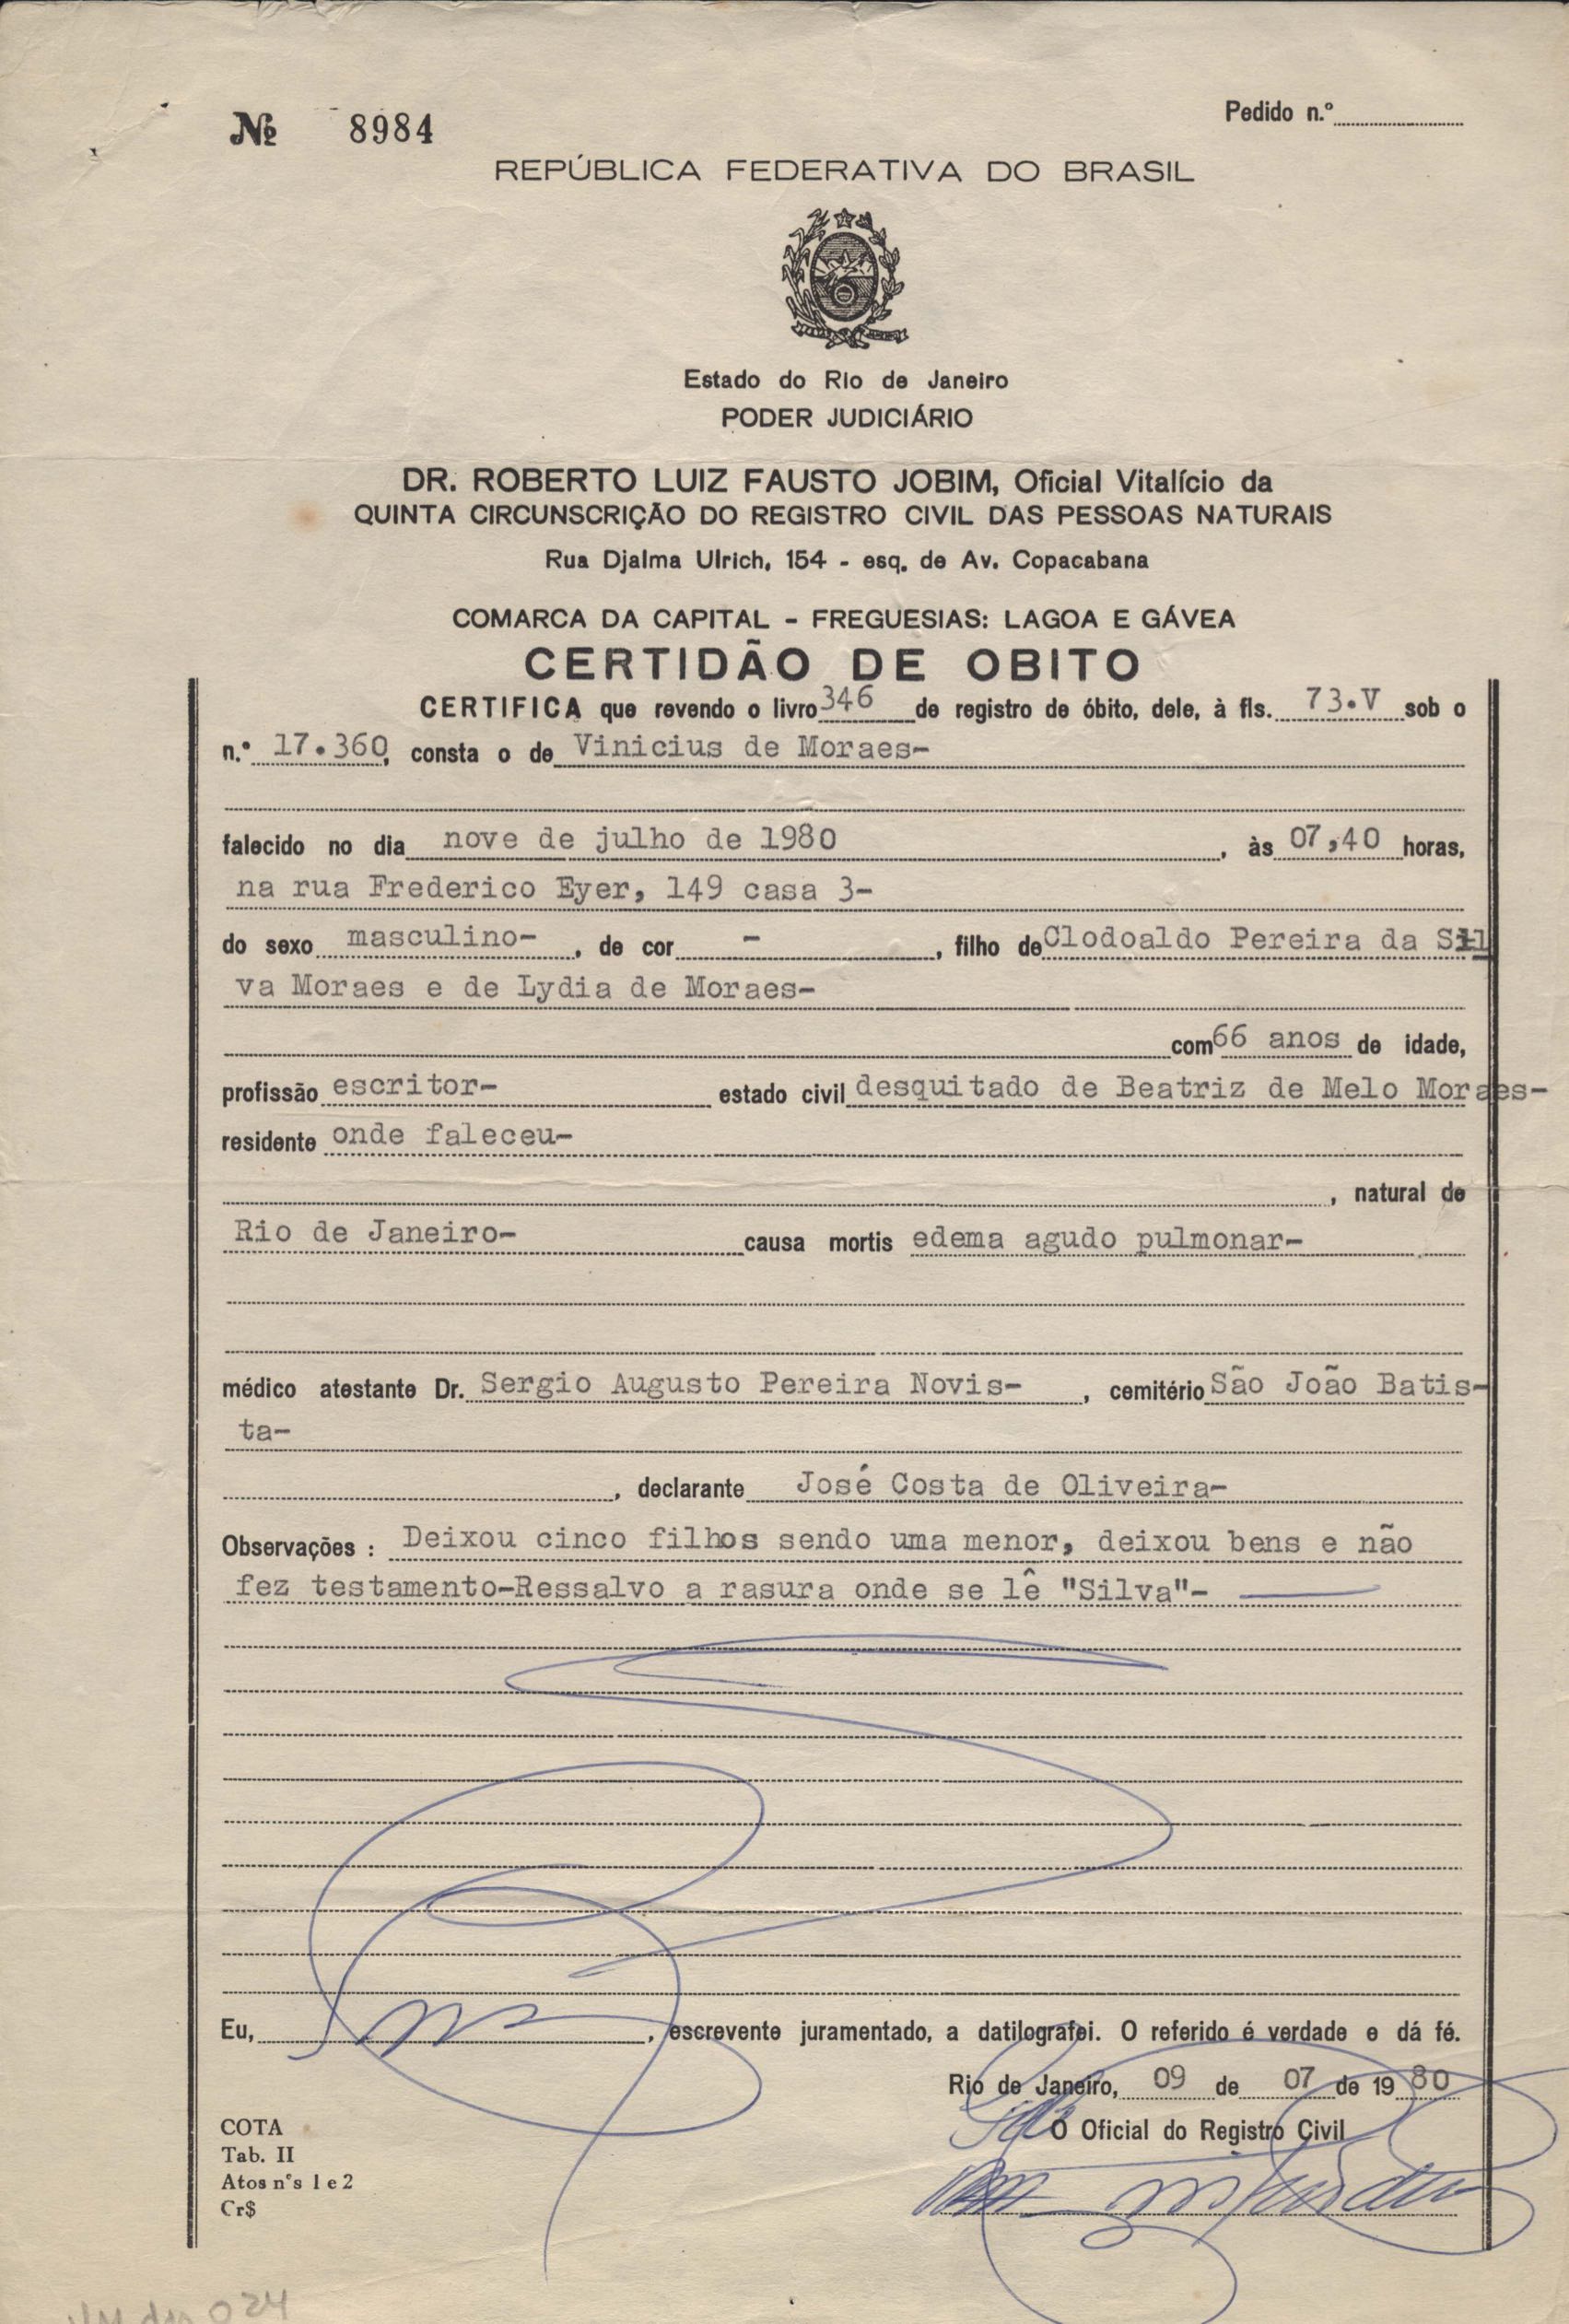 № 8984
Pedido n.º
REPÚBLICA FEDERATIVA DO BRASIL
Estado do Rio de Janeiro
PODER JUDICIÁRIO
DR. ROBERTO LUIZ FAUSTO JOBIM, Oficial Vitalício da
QUINTA CIRCUNSCRIÇÃO DO REGISTRO CIVIL DAS PESSOAS NATURAIS
Rua Djalma Ulrich, 154 - esq. de Av. Copacabana
COMARCA DA CAPITAL - FREGUESIAS: LAGOA E GÁVEA
CERTIDÃO DE OBITO
CERTIFICA que revendo o livro 346 de registro de óbito, dele, à fls. 73.V sob o
n.º 17.360, consta o de Vinicius de Moraes-
falecido no dia nove de julho de 1980, às 07,40 horas,
na rua Frederico Eyer, 149 casa 3-
do sexo masculino-, de cor -, filho de Clodoaldo Pereira da Sil
va Moraes e de Lydia de Moraes-
com 66 anos de idade,
profissão escritor- estado civil desquitado de Beatriz de Melo Moraes-
residente onde faleceu-
, natural de
Rio de Janeiro- causa mortis edema agudo pulmonar-
médico atestante Dr. Sergio Augusto Pereira Novis-, cemitério São João Batis-
ta-
, declarante José Costa de Oliveira-
Observações : Deixou cinco filhos sendo uma menor, deixou bens e não
fez testamento-Ressalvo a rasura onde se lê "Silva"-
Eu, , escrevente juramentado, a datilografei. O referido é verdade e dá fé.
Rio de Janeiro, 09 de 07 de 1980
O Oficial do Registro Civil
COTA
Tab. II
Atos nºs 1 e 2
Cr$
024